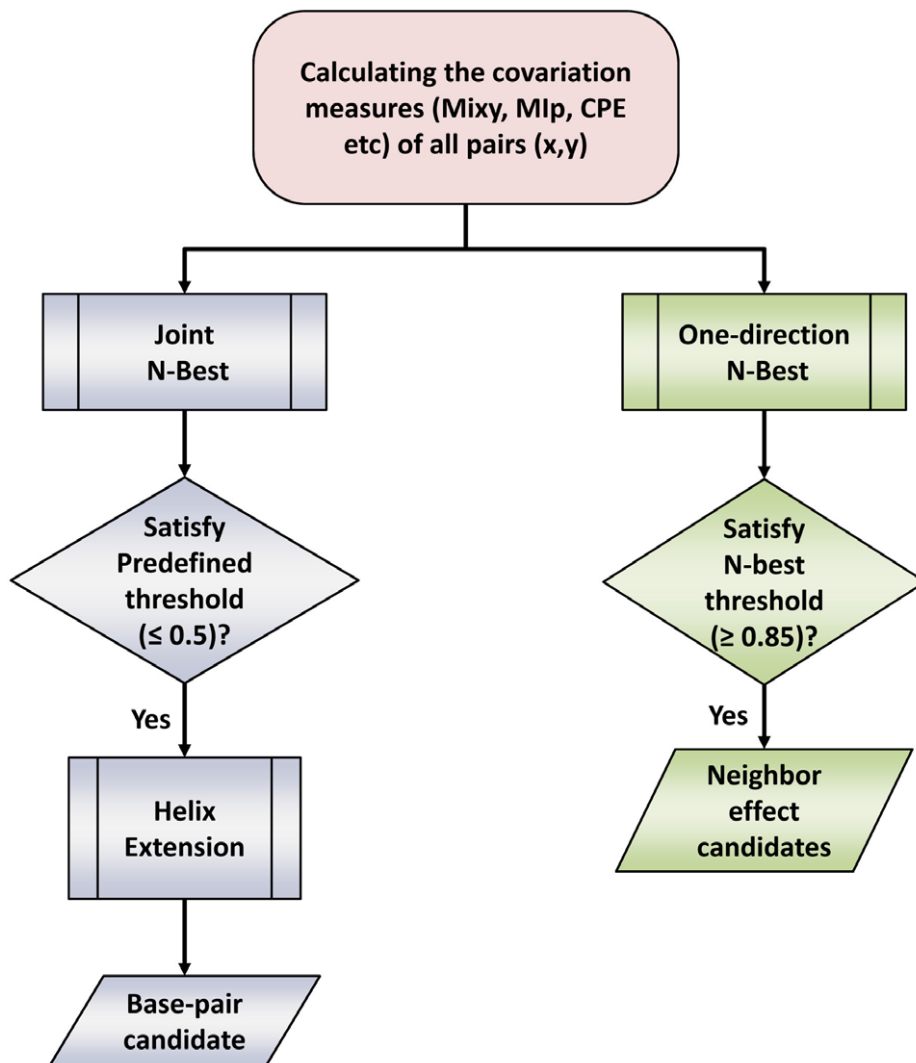 Calculating the covariation
measures (Mixy, MIp, CPE
etc) of all pairs (x,y)
Joint
N-Best
One-direction
N-Best
Satisfy
Predefined
threshold
(≤ 0.5)?
Satisfy
N-best
threshold
(≥ 0.85)?
Yes
Yes
Helix
Extension
Neighbor
effect
candidates
Base-pair
candidate